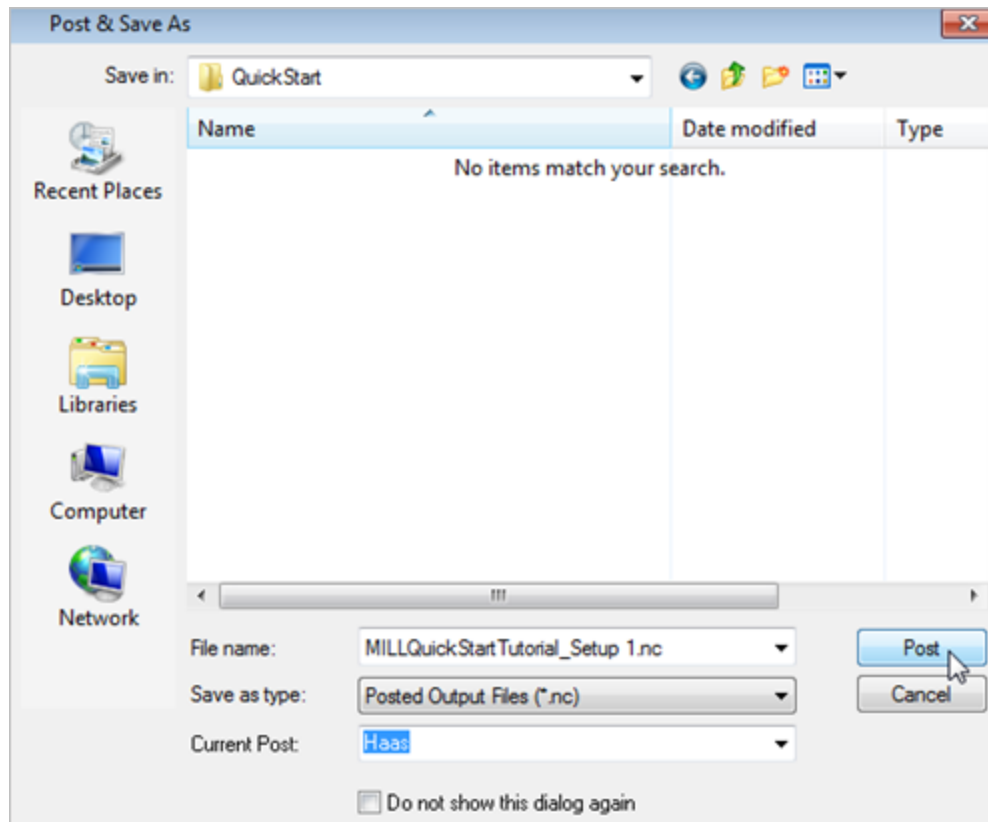 Post & Save As
Save in: QuickStart
Name Date modified Type
No items match your search.
Recent Places
Desktop
Libraries
Computer
Network
File name: MILLQuickStartTutorial_Setup 1.nc Post
Save as type: Posted Output Files (*.nc) Cancel
Current Post: Haas
Do not show this dialog again